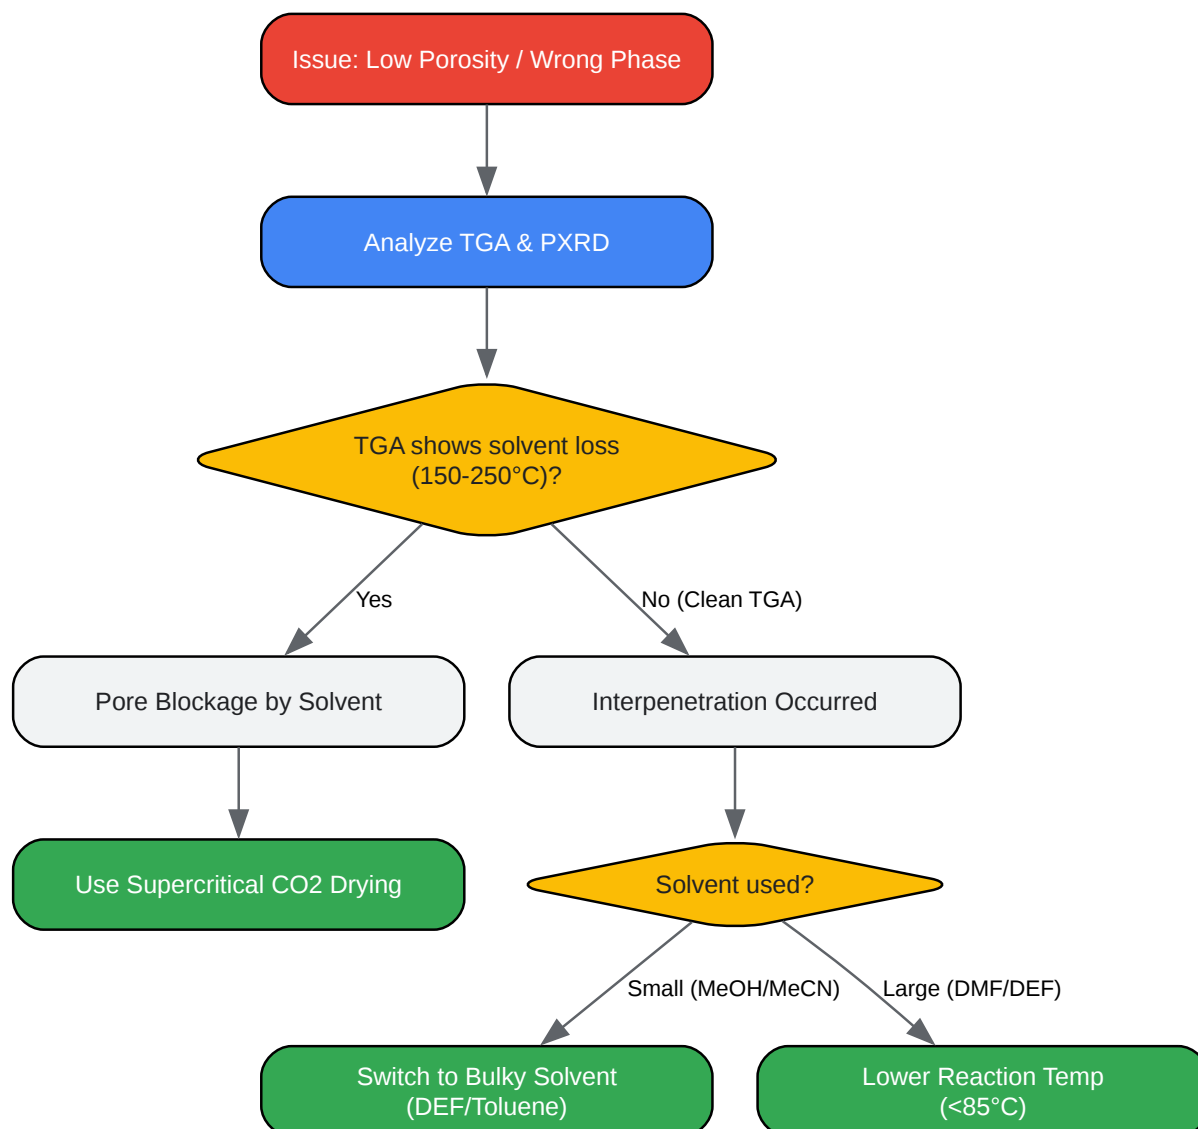 Issue: Low Porosity / Wrong Phase
Analyze TGA & PXRD
TGA shows solvent loss
(150-250°C)?
Yes
No (Clean TGA)
Pore Blockage by Solvent
Interpenetration Occurred
Use Supercritical CO2 Drying
Solvent used?
Small (MeOH/MeCN)
Large (DMF/DEF)
Switch to Bulky Solvent
(DEF/Toluene)
Lower Reaction Temp
(<85°C)